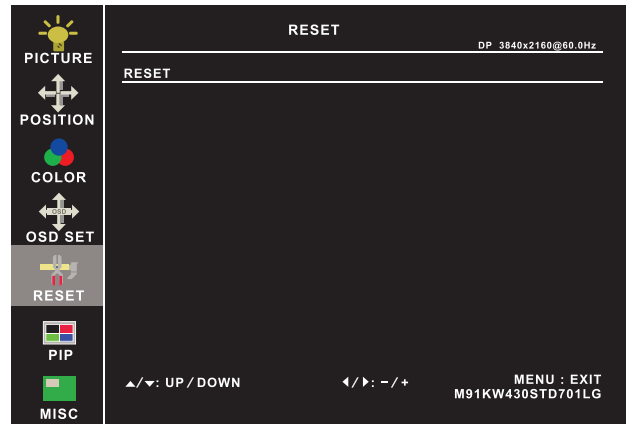 RESET
DP 3840x2160@60.0Hz
PICTURE
RESET
POSITION
COLOR
OSD
OSD SET
RESET
PIP
MISC
▲/▼: UP / DOWN
◀/▶: − / +
MENU : EXIT
M91KW430STD701LG